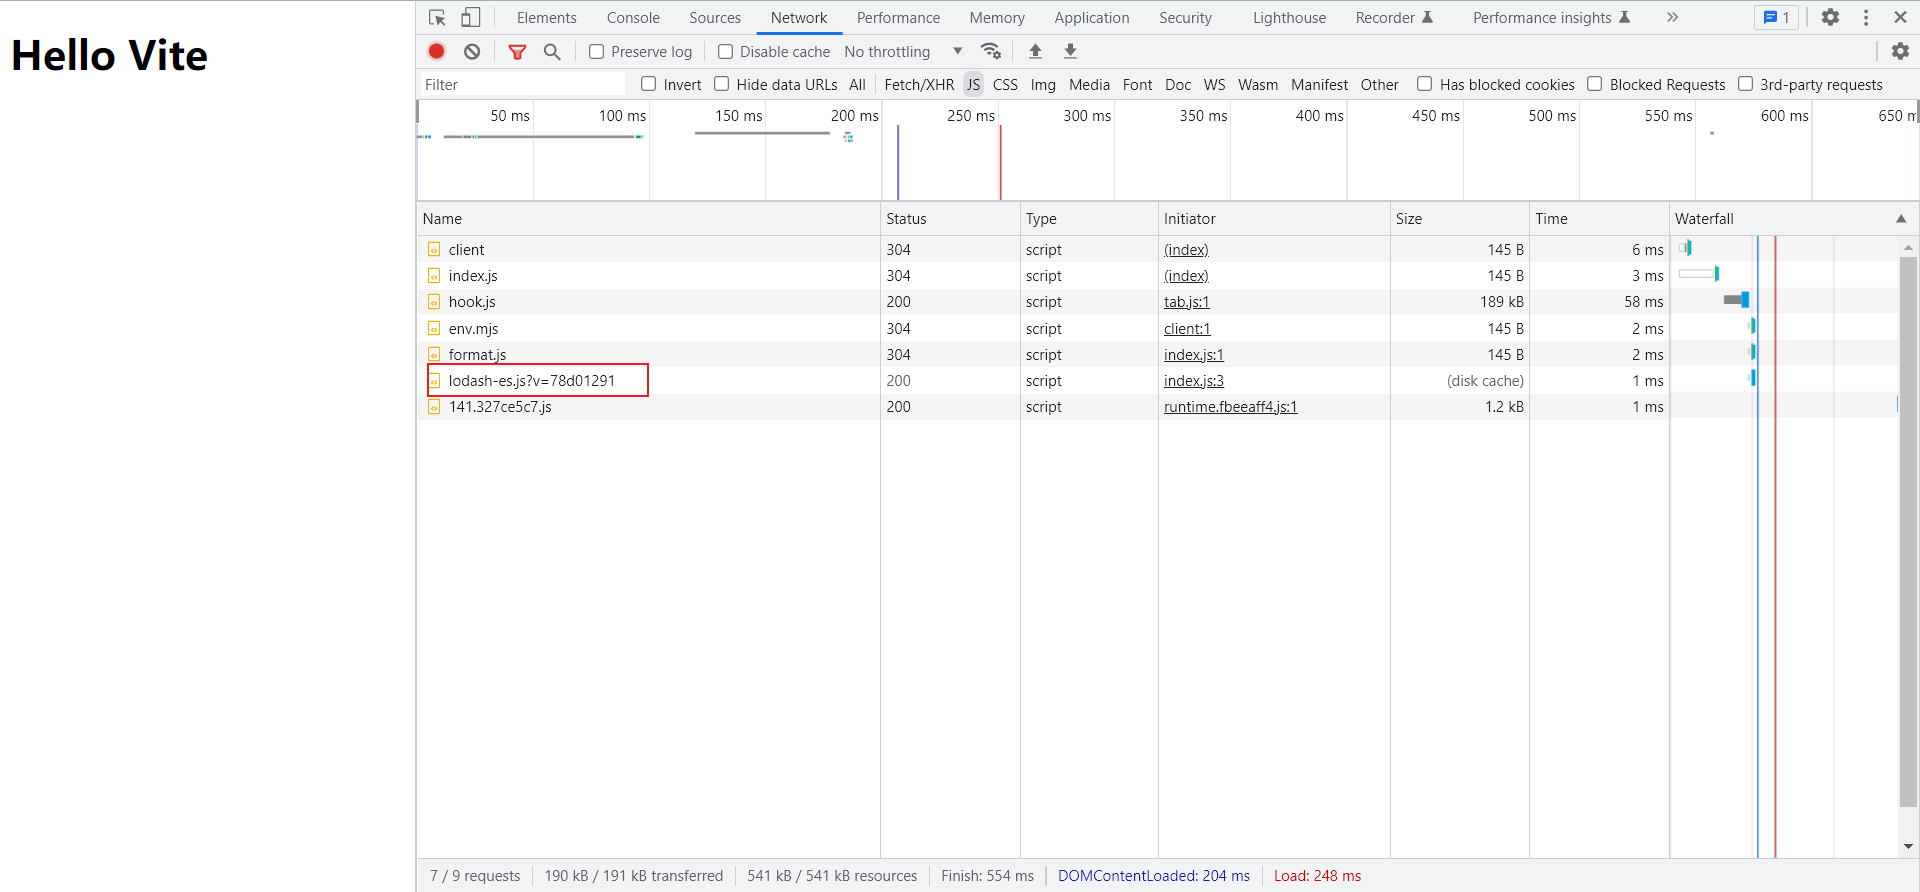 Hello Vite
Elements Console Sources Network Performance Memory Application Security Lighthouse Recorder Performance insights 1
Preserve log Disable cache No throttling
Filter Invert Hide data URLs All Fetch/XHR JS CSS Img Media Font Doc WS Wasm Manifest Other Has blocked cookies Blocked Requests 3rd-party requests
50 ms 100 ms 150 ms 200 ms 250 ms 300 ms 350 ms 400 ms 450 ms 500 ms 550 ms 600 ms 650 m
Name Status Type Initiator Size Time Waterfall
client 304 script (index) 145 B 6 ms
index.js 304 script (index) 145 B 3 ms
hook.js 200 script tab.js:1 189 kB 58 ms
env.mjs 304 script client:1 145 B 2 ms
format.js 304 script index.js:1 145 B 2 ms
lodash-es.js?v=78d01291 200 script index.js:3 (disk cache) 1 ms
141.327ce5c7.js 200 script runtime.fbeeaff4.js:1 1.2 kB 1 ms
7 / 9 requests 190 kB / 191 kB transferred 541 kB / 541 kB resources Finish: 554 ms DOMContentLoaded: 204 ms Load: 248 ms